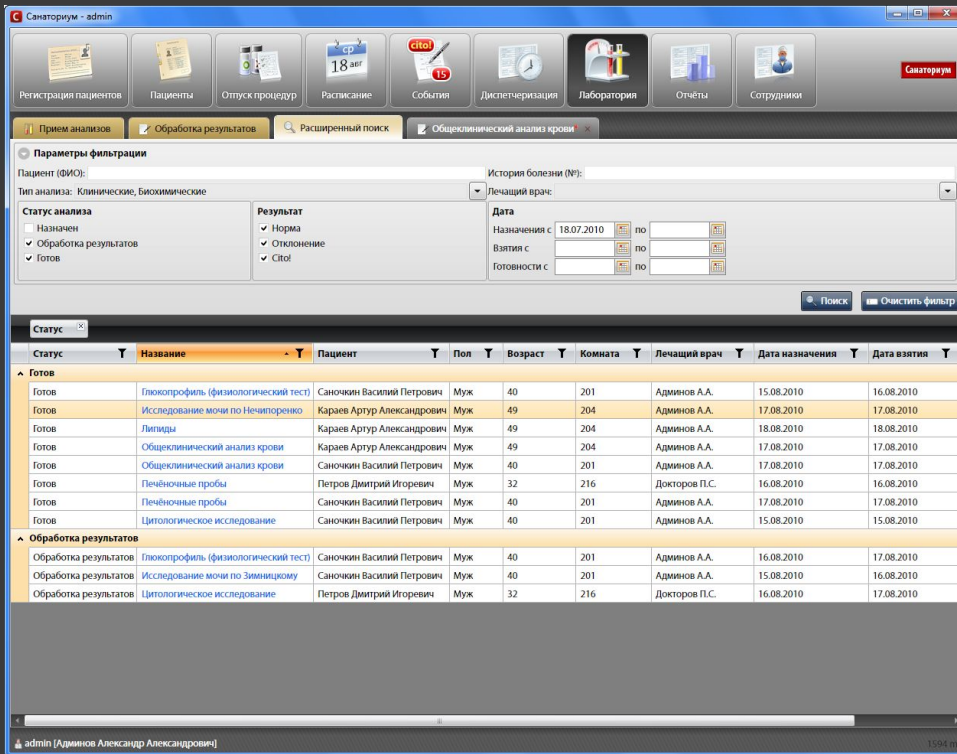 Санаториум - admin
cito!
ср
18 авг
15
Регистрация пациентов Пациенты Отпуск процедур Расписание События Диспетчеризация Лаборатория Отчёты Сотрудники
Санаториум
Прием анализов Обработка результатов Расширенный поиск Общеклинический анализ крови*
Параметры фильтрации
Пациент (ФИО): История болезни (№):
Тип анализа: Клинические, Биохимические Лечащий врач:
Статус анализа Результат Дата
Назначен Норма Назначения с 18.07.2010 по
Обработка результатов Отклонение Взятия с по
Готов Cito! Готовности с по
Поиск Очистить фильтр
Статус
Статус Название Пациент Пол Возраст Комната Лечащий врач Дата назначения Дата взятия
Готов
Готов Глюкопрофиль (физиологический тест) Саночкин Василий Петрович Муж 40 201 Админов А.А. 15.08.2010 16.08.2010
Готов Исследование мочи по Нечипоренко Караев Артур Александрович Муж 49 204 Админов А.А. 17.08.2010 17.08.2010
Готов Липиды Караев Артур Александрович Муж 49 204 Админов А.А. 18.08.2010 18.08.2010
Готов Общеклинический анализ крови Караев Артур Александрович Муж 49 204 Админов А.А. 17.08.2010 17.08.2010
Готов Общеклинический анализ крови Саночкин Василий Петрович Муж 40 201 Админов А.А. 17.08.2010 17.08.2010
Готов Печёночные пробы Петров Дмитрий Игоревич Муж 32 216 Докторов П.С. 16.08.2010 16.08.2010
Готов Печёночные пробы Саночкин Василий Петрович Муж 40 201 Админов А.А. 17.08.2010 17.08.2010
Готов Цитологическое исследование Саночкин Василий Петрович Муж 40 201 Админов А.А. 15.08.2010 15.08.2010
Обработка результатов
Обработка результатов Глюкопрофиль (физиологический тест) Саночкин Василий Петрович Муж 40 201 Админов А.А. 16.08.2010 17.08.2010
Обработка результатов Исследование мочи по Зимницкому Саночкин Василий Петрович Муж 40 201 Админов А.А. 15.08.2010 16.08.2010
Обработка результатов Цитологическое исследование Петров Дмитрий Игоревич Муж 32 216 Докторов П.С. 16.08.2010 17.08.2010
admin [Админов Александр Александрович] 1594